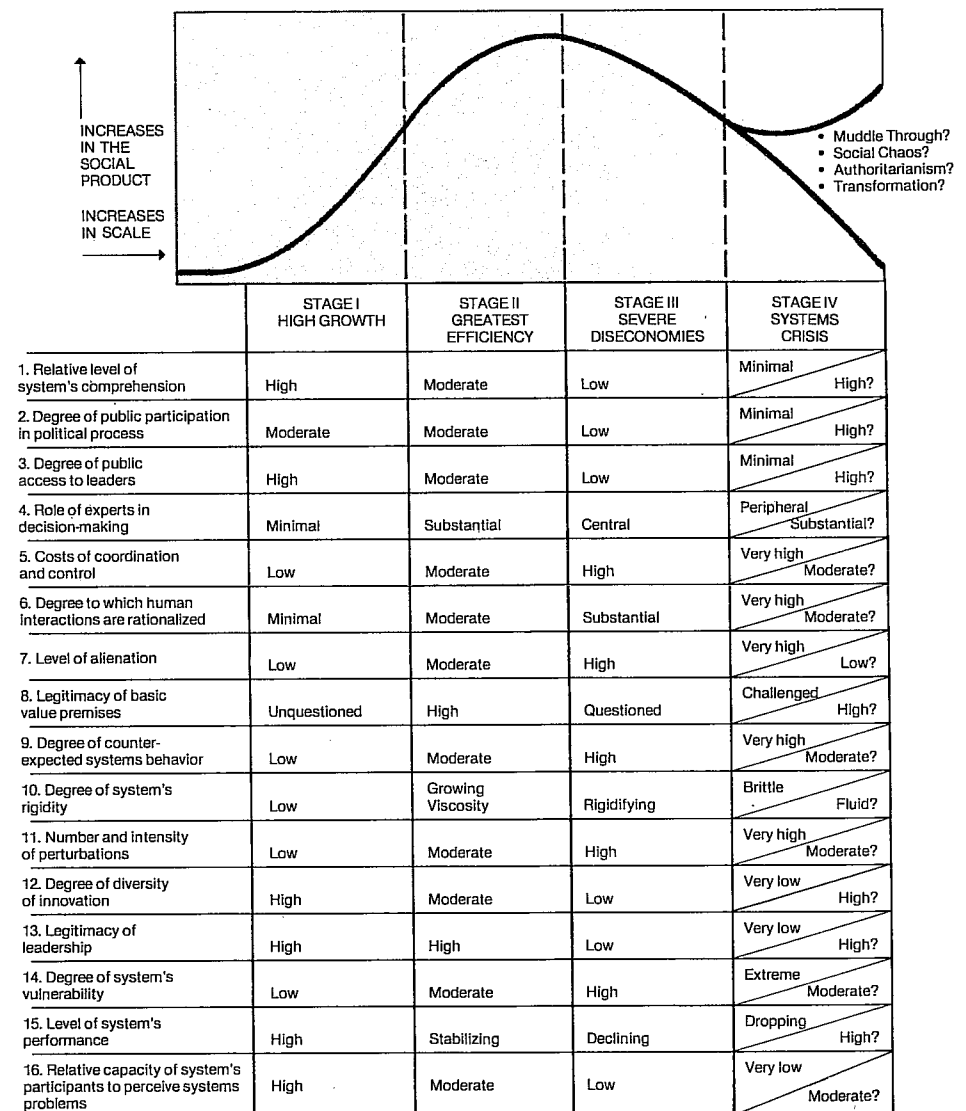 INCREASES
IN THE
SOCIAL
PRODUCT
INCREASES
IN SCALE
• Muddle Through?
• Social Chaos?
• Authoritarianism?
• Transformation?
STAGE I
HIGH GROWTH
STAGE II
GREATEST
EFFICIENCY
STAGE III
SEVERE
DISECONOMIES
STAGE IV
SYSTEMS
CRISIS
1. Relative level of
system's comprehension
High
Moderate
Low
Minimal
High?
2. Degree of public participation
in political process
Moderate
Moderate
Low
Minimal
High?
3. Degree of public
access to leaders
High
Moderate
Low
Minimal
High?
4. Role of experts in
decision-making
Minimal
Substantial
Central
Peripheral
Substantial?
5. Costs of coordination
and control
Low
Moderate
High
Very high
Moderate?
6. Degree to which human
interactions are rationalized
Minimal
Moderate
Substantial
Very high
Moderate?
7. Level of alienation
Low
Moderate
High
Very high
Low?
8. Legitimacy of basic
value premises
Unquestioned
High
Questioned
Challenged
High?
9. Degree of counter-
expected systems behavior
Low
Moderate
High
Very high
Moderate?
10. Degree of system's
rigidity
Low
Growing
Viscosity
Rigidifying
Brittle
Fluid?
11. Number and intensity
of perturbations
Low
Moderate
High
Very high
Moderate?
12. Degree of diversity
of innovation
High
Moderate
Low
Very low
High?
13. Legitimacy of
leadership
High
High
Low
Very low
High?
14. Degree of system's
vulnerability
Low
Moderate
High
Extreme
Moderate?
15. Level of system's
performance
High
Stabilizing
Declining
Dropping
High?
16. Relative capacity of system's
participants to perceive systems
problems
High
Moderate
Low
Very low
Moderate?